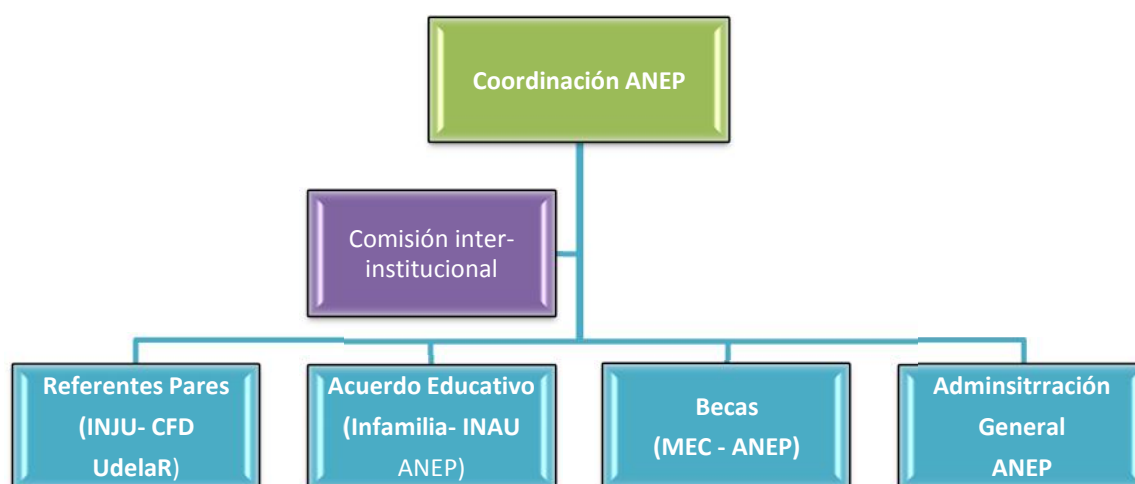 Coordinación ANEP
Comisión inter-
institucional
Referentes Pares
(INJU- CFD
UdelaR)
Acuerdo Educativo
(Infamilia- INAU
ANEP)
Becas
(MEC - ANEP)
Adminsitrración
General
ANEP